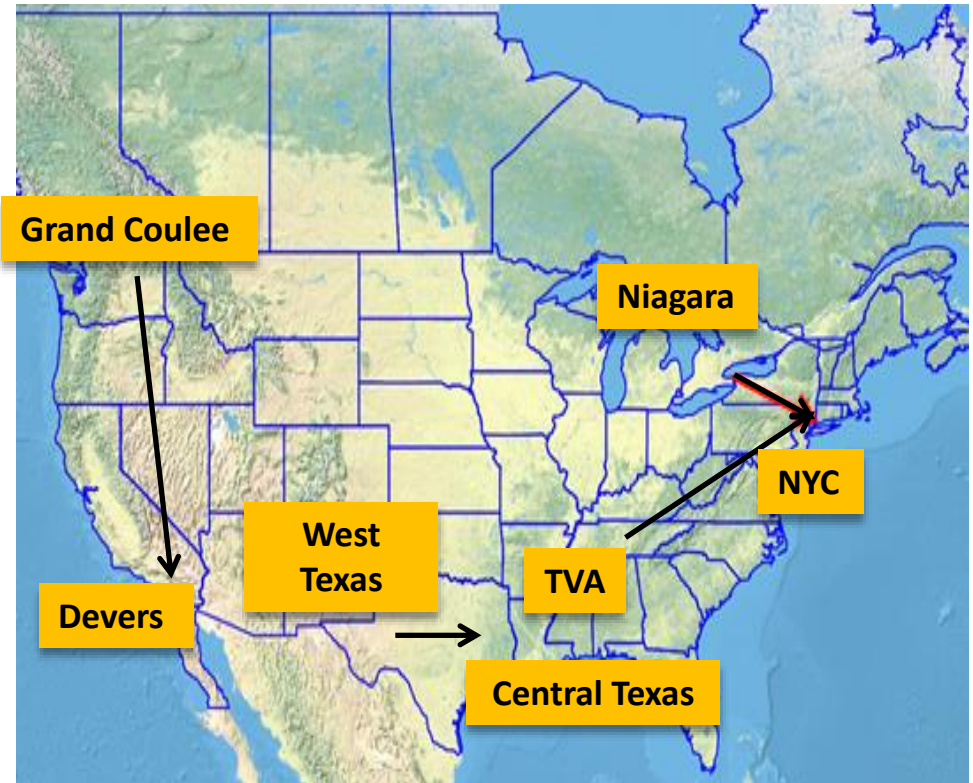 Grand Coulee
Niagara
NYC
West
Texas
TVA
Devers
Central Texas